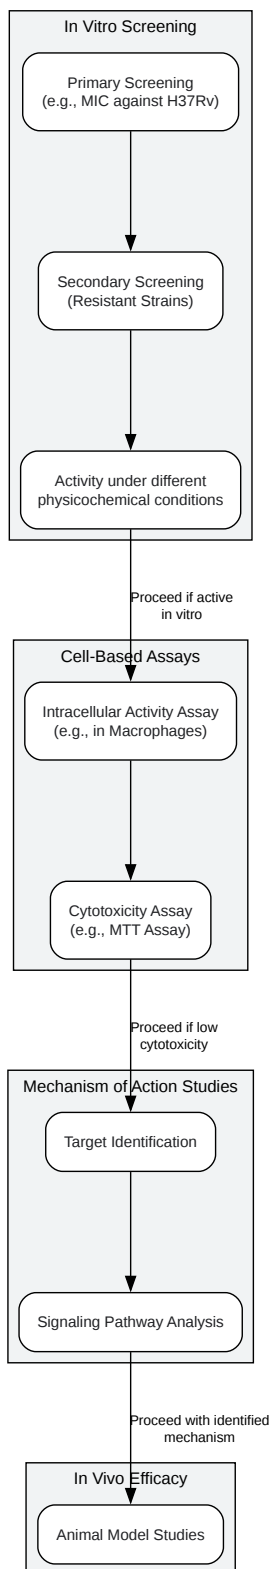 In Vitro Screening
Primary Screening
(e.g., MIC against H37Rv)
Secondary Screening
(Resistant Strains)
Activity under different
physicochemical conditions
Proceed if active
in vitro
Cell-Based Assays
Intracellular Activity Assay
(e.g., in Macrophages)
Cytotoxicity Assay
(e.g., MTT Assay)
Proceed if low
cytotoxicity
Mechanism of Action Studies
Target Identification
Signaling Pathway Analysis
Proceed with identified
mechanism
In Vivo Efficacy
Animal Model Studies